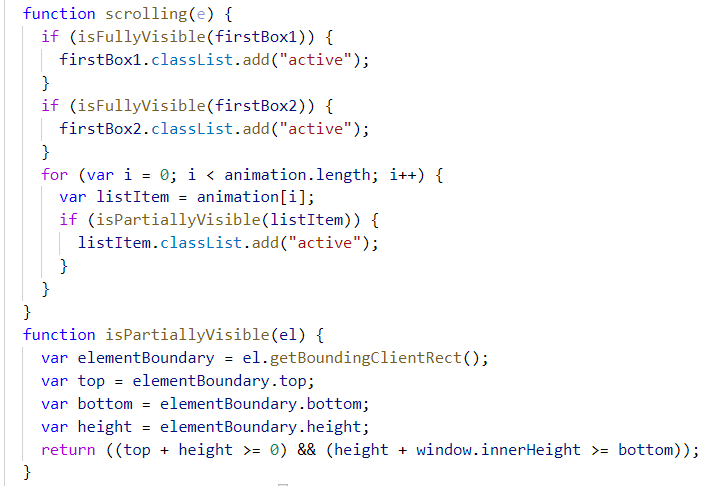 function scrolling(e) {
  if (isFullyVisible(firstBox1)) {
    firstBox1.classList.add("active");
  }
  if (isFullyVisible(firstBox2)) {
    firstBox2.classList.add("active");
  }
  for (var i = 0; i < animation.length; i++) {
    var listItem = animation[i];
    if (isPartiallyVisible(listItem)) {
      listItem.classList.add("active");
    }
  }
}
function isPartiallyVisible(el) {
  var elementBoundary = el.getBoundingClientRect();
  var top = elementBoundary.top;
  var bottom = elementBoundary.bottom;
  var height = elementBoundary.height;
  return ((top + height >= 0) && (height + window.innerHeight >= bottom));
}